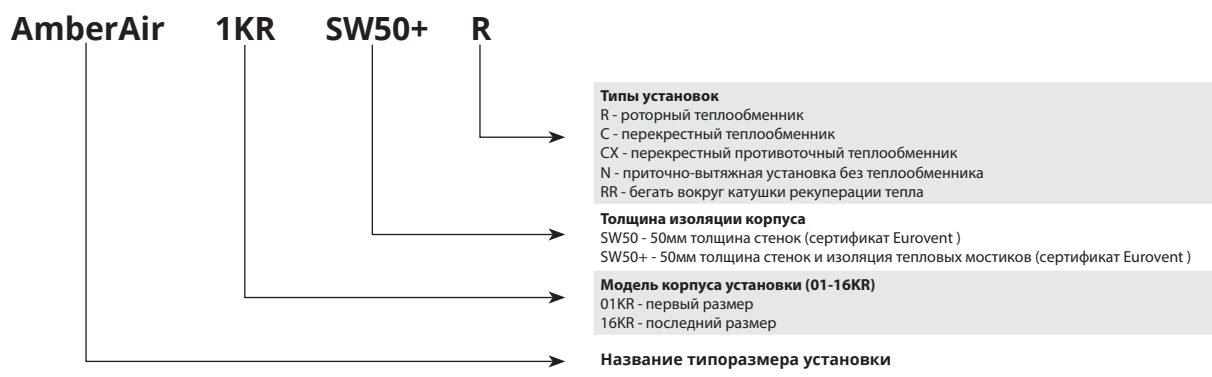 AmberAir 1KR SW50+ R
Типы установок
R - роторный теплообменник
C - перекрестный теплообменник
CX - перекрестный противоточный теплообменник
N - приточно-вытяжная установка без теплообменника
RR - бегать вокруг катушки рекуперации тепла
Толщина изоляции корпуса
SW50 - 50мм толщина стенок (сертификат Eurovent )
SW50+ - 50мм толщина стенок и изоляция тепловых мостиков (сертификат Eurovent )
Модель корпуса установки (01-16KR)
01KR - первый размер
16KR - последний размер
Название типоразмера установки